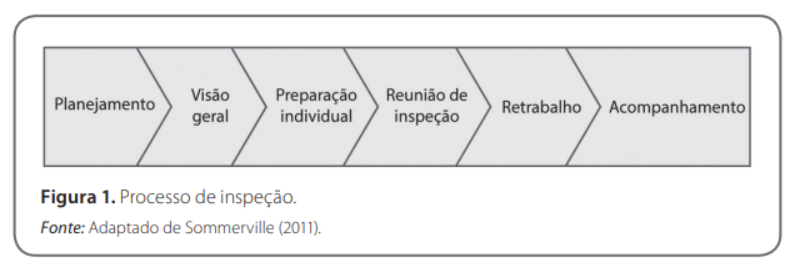 Planejamento
Visão
geral
Preparação
individual
Reunião de
inspeção
Retrabalho
Acompanhamento
Figura 1. Processo de inspeção.
Fonte: Adaptado de Sommerville (2011).